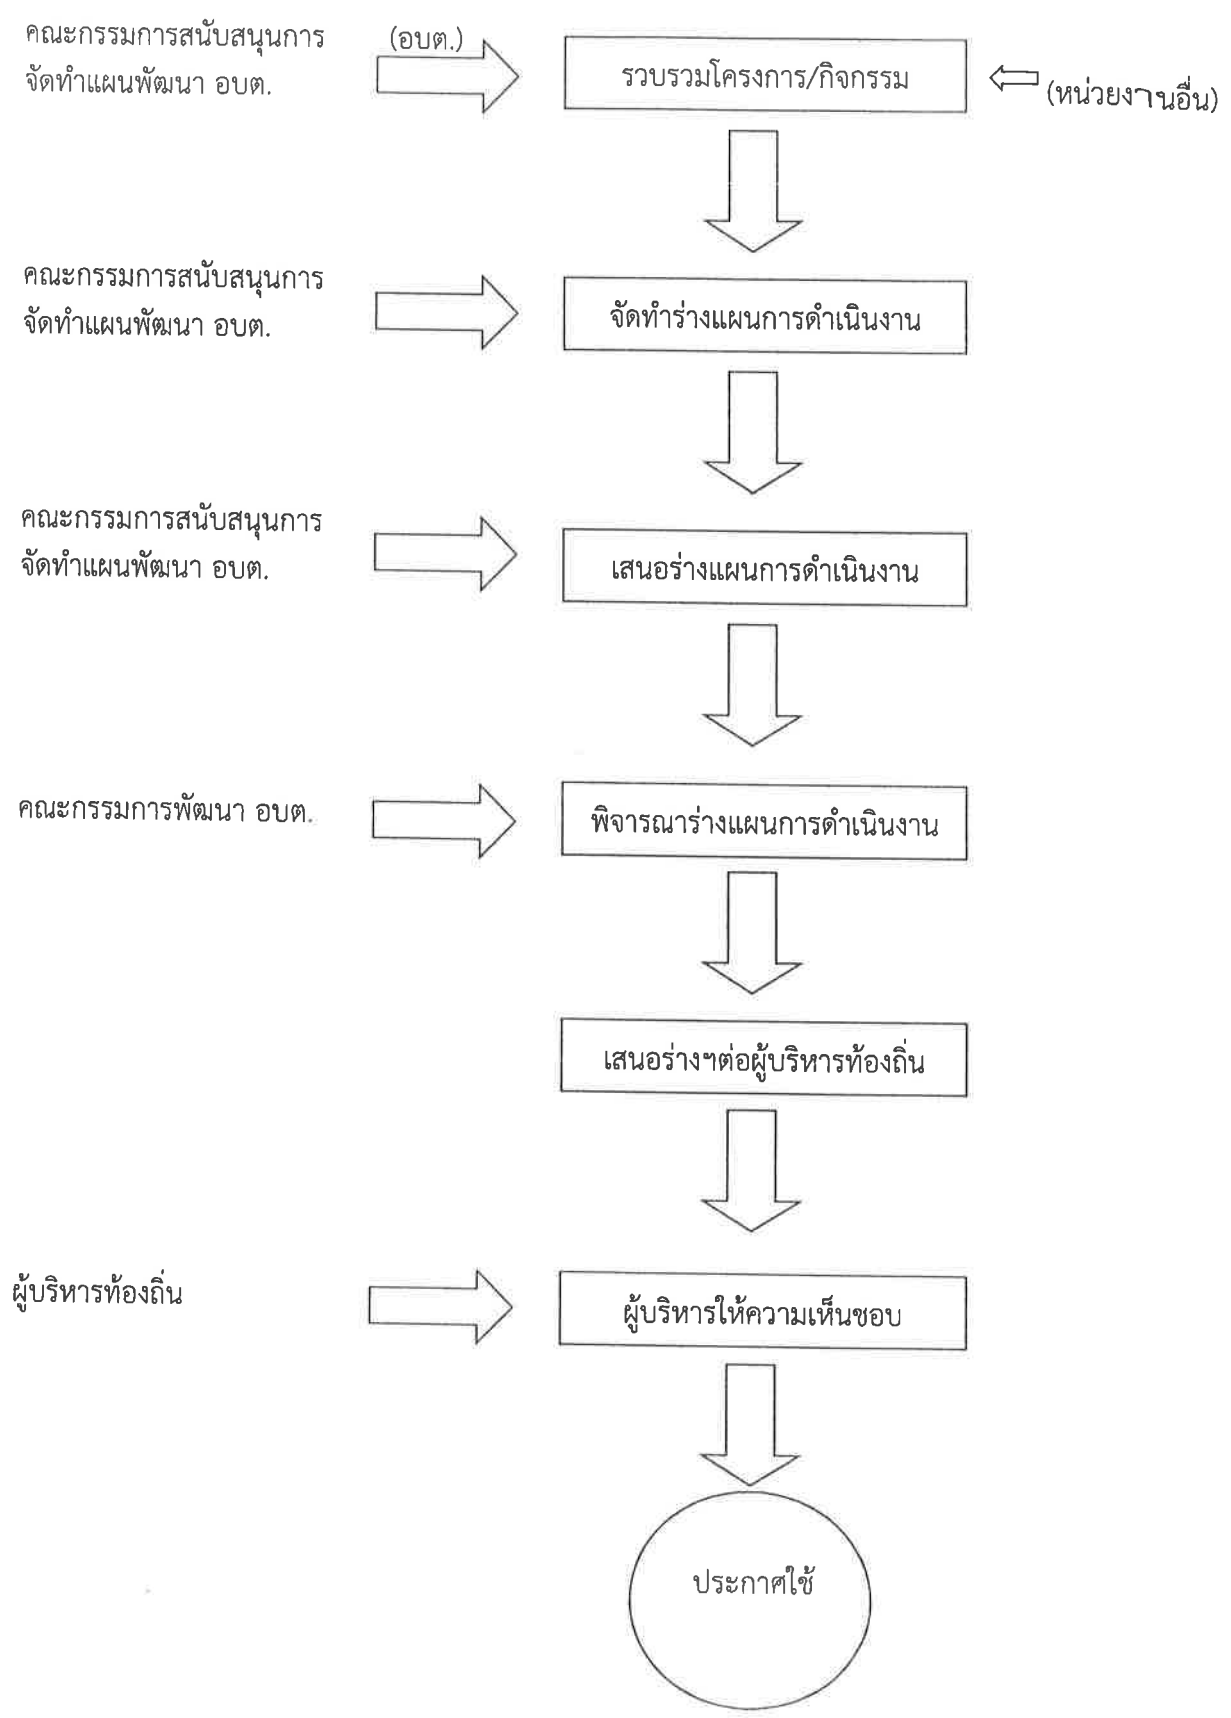 คณะกรรมการสนับสนุนการ
จัดทำแผนพัฒนา อบต.
(อบต.)
รวบรวมโครงการ/กิจกรรม
(หน่วยงานอื่น)
คณะกรรมการสนับสนุนการ
จัดทำแผนพัฒนา อบต.
จัดทำร่างแผนการดำเนินงาน
คณะกรรมการสนับสนุนการ
จัดทำแผนพัฒนา อบต.
เสนอร่างแผนการดำเนินงาน
คณะกรรมการพัฒนา อบต.
พิจารณาร่างแผนการดำเนินงาน
เสนอร่างฯต่อผู้บริหารท้องถิ่น
ผู้บริหารท้องถิ่น
ผู้บริหารให้ความเห็นชอบ
ประกาศใช้